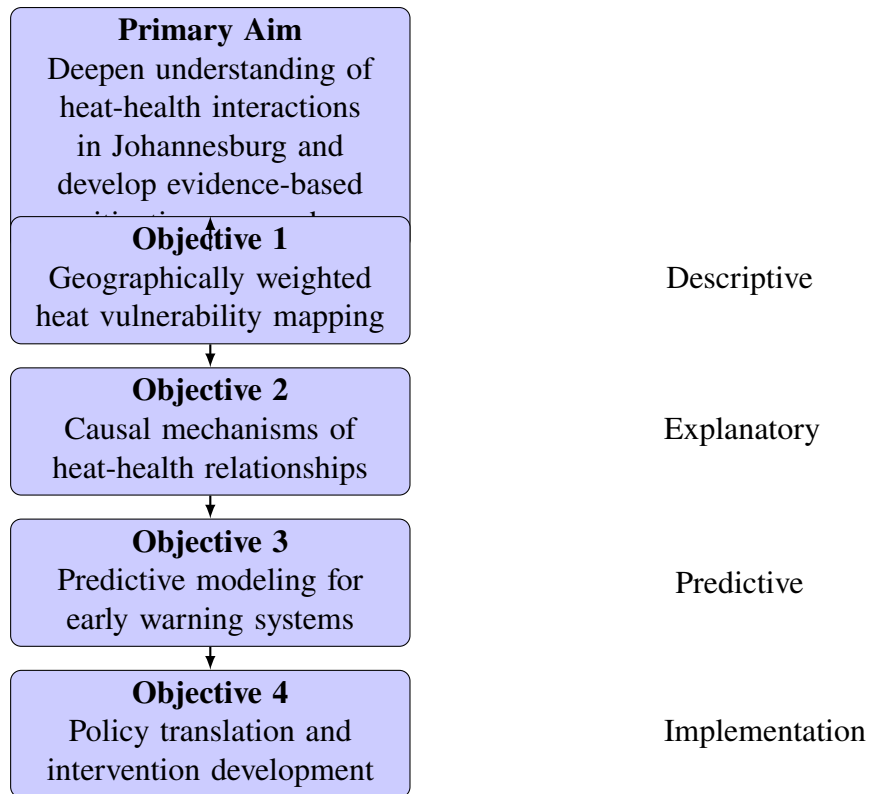 Primary Aim
Deepen understanding of
heat-health interactions
in Johannesburg and
develop evidence-based
Objective 1
Geographically weighted
heat vulnerability mapping
Descriptive
Objective 2
Causal mechanisms of
heat-health relationships
Explanatory
Objective 3
Predictive modeling for
early warning systems
Predictive
Objective 4
Policy translation and
intervention development
Implementation